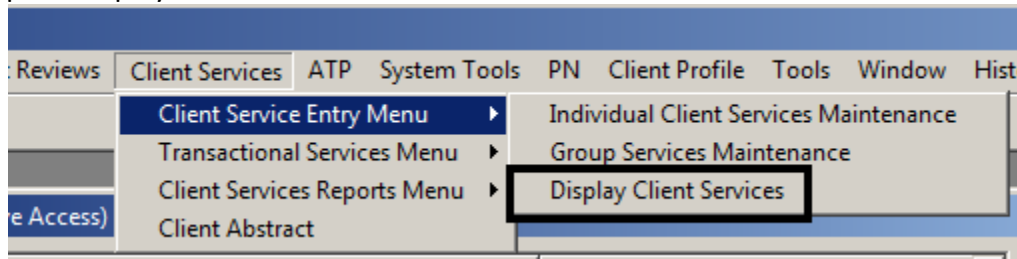 Reviews Client Services ATP System Tools PN Client Profile Tools Window Hist
Client Service Entry Menu
Individual Client Services Maintenance
Transactional Services Menu
Group Services Maintenance
Client Services Reports Menu
Display Client Services
e Access)
Client Abstract